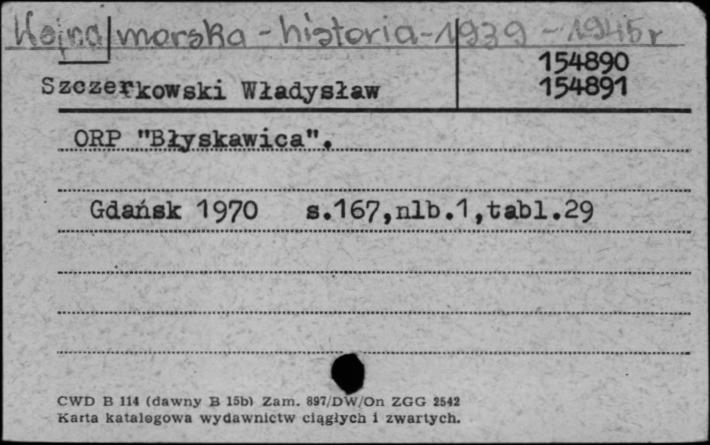 Wojna morska - historia - 1939 - 1945 r
154890
Szczerkowski Władysław 154891
ORP "Błyskawica".
Gdańsk 1970 s.167,nlb.1,tabl.29
CWD B 114 (dawny B 15b) Zam. 897/DW/On ZGG 2542
Karta katalogowa wydawnictw ciągłych i zwartych.